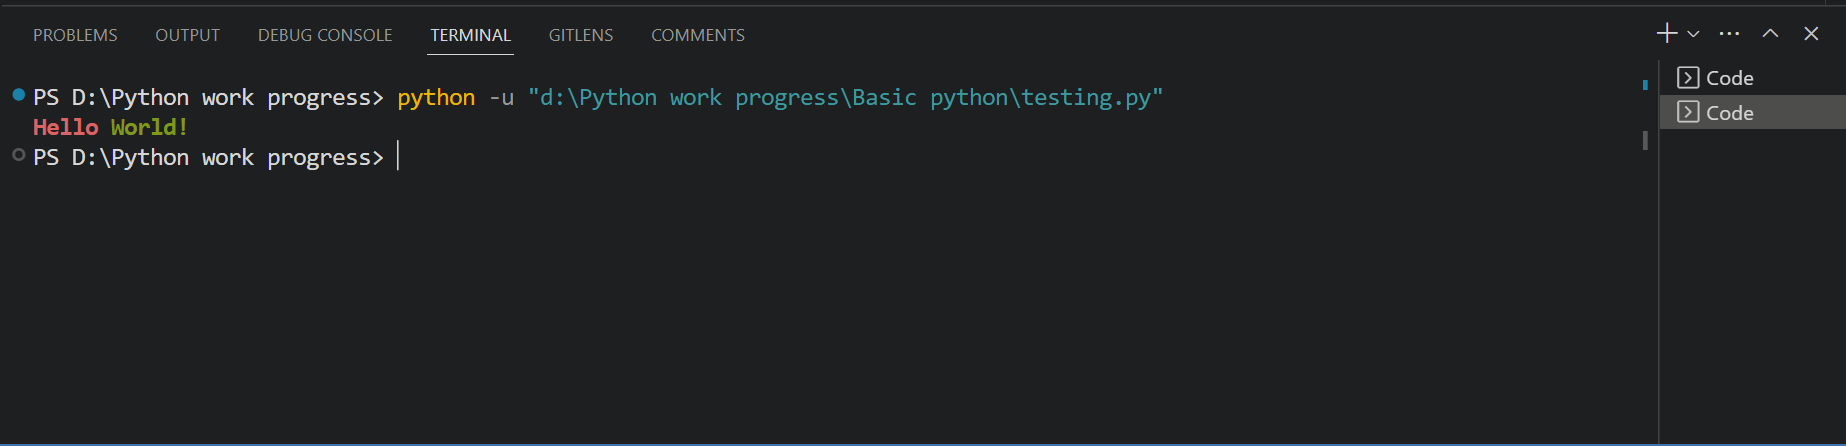 PROBLEMS OUTPUT DEBUG CONSOLE TERMINAL GITLENS COMMENTS
PS D:\Python work progress> python -u "d:\Python work progress\Basic python\testing.py"
Hello World!
PS D:\Python work progress>
Code
Code